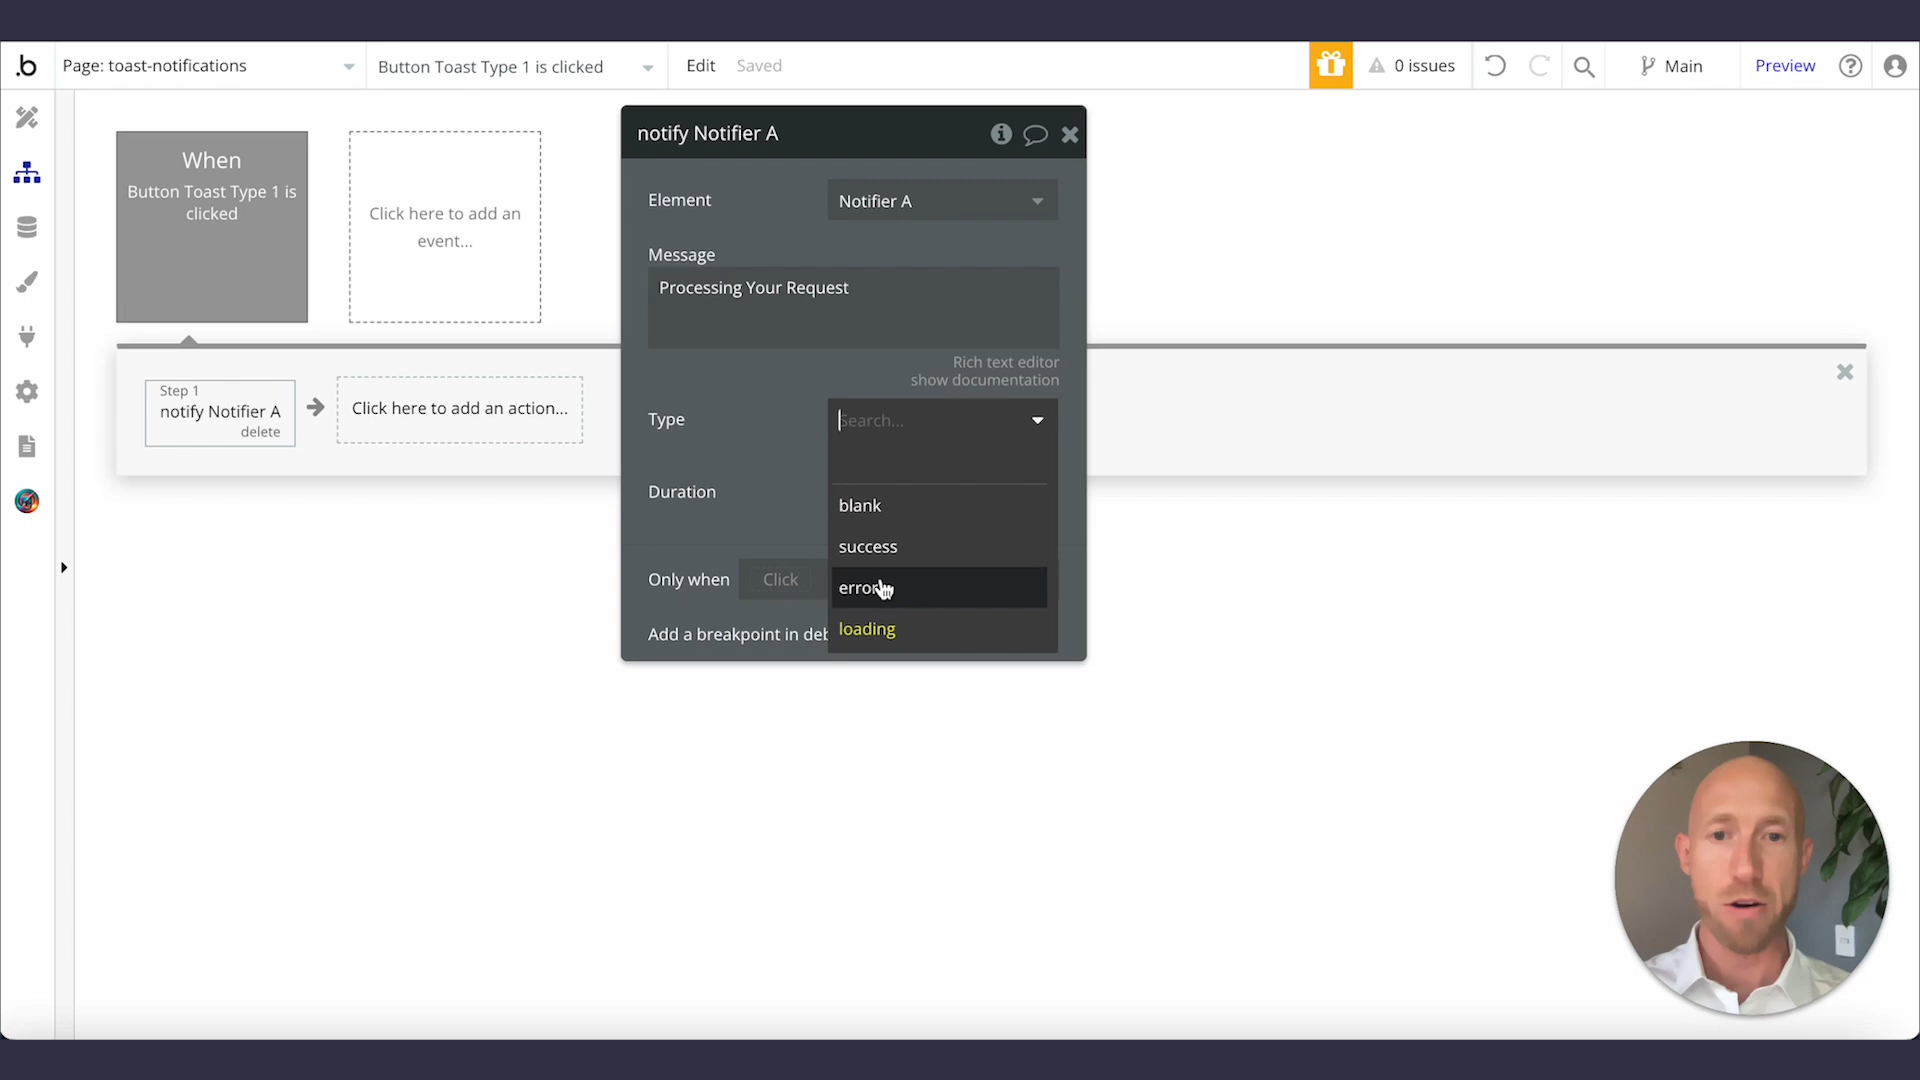 .b
Page: toast-notifications
Button Toast Type 1 is clicked
Edit
Saved
0 issues
Main
Preview
When
Button Toast Type 1 is
clicked
Click here to add an
event...
Step 1
notify Notifier A
delete
Click here to add an action...
notify Notifier A
Element
Notifier A
Message
Processing Your Request
Rich text editor
show documentation
Type
Search...
Duration
blank
success
error
loading
Only when
Click
Add a breakpoint in deb